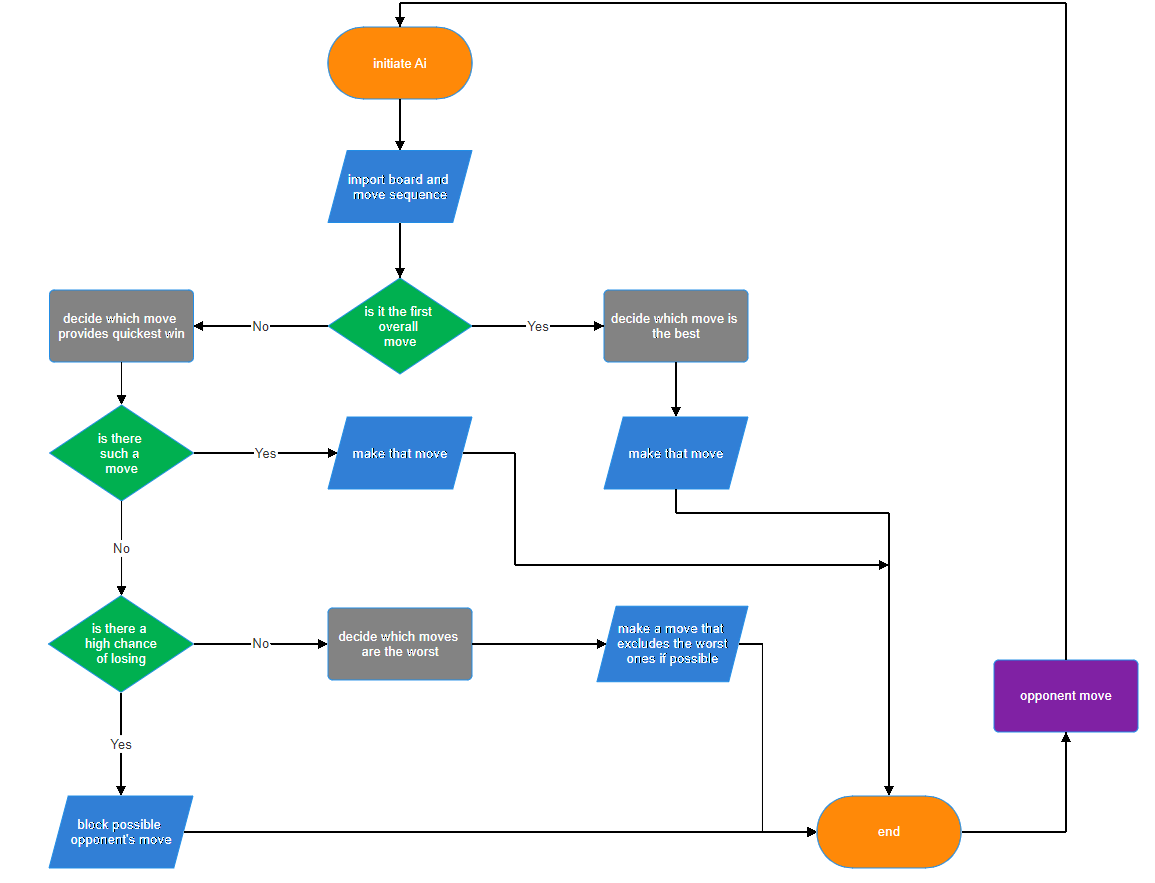 initiate Ai
import board and
move sequence
is it the first
overall
move
No
Yes
decide which move
provides quickest win
decide which move is
the best
is there
such a
move
Yes
make that move
make that move
No
is there a
high chance
of losing
No
decide which moves
are the worst
make a move that
excludes the worst
ones if possible
opponent move
Yes
block possible
opponent's move
end